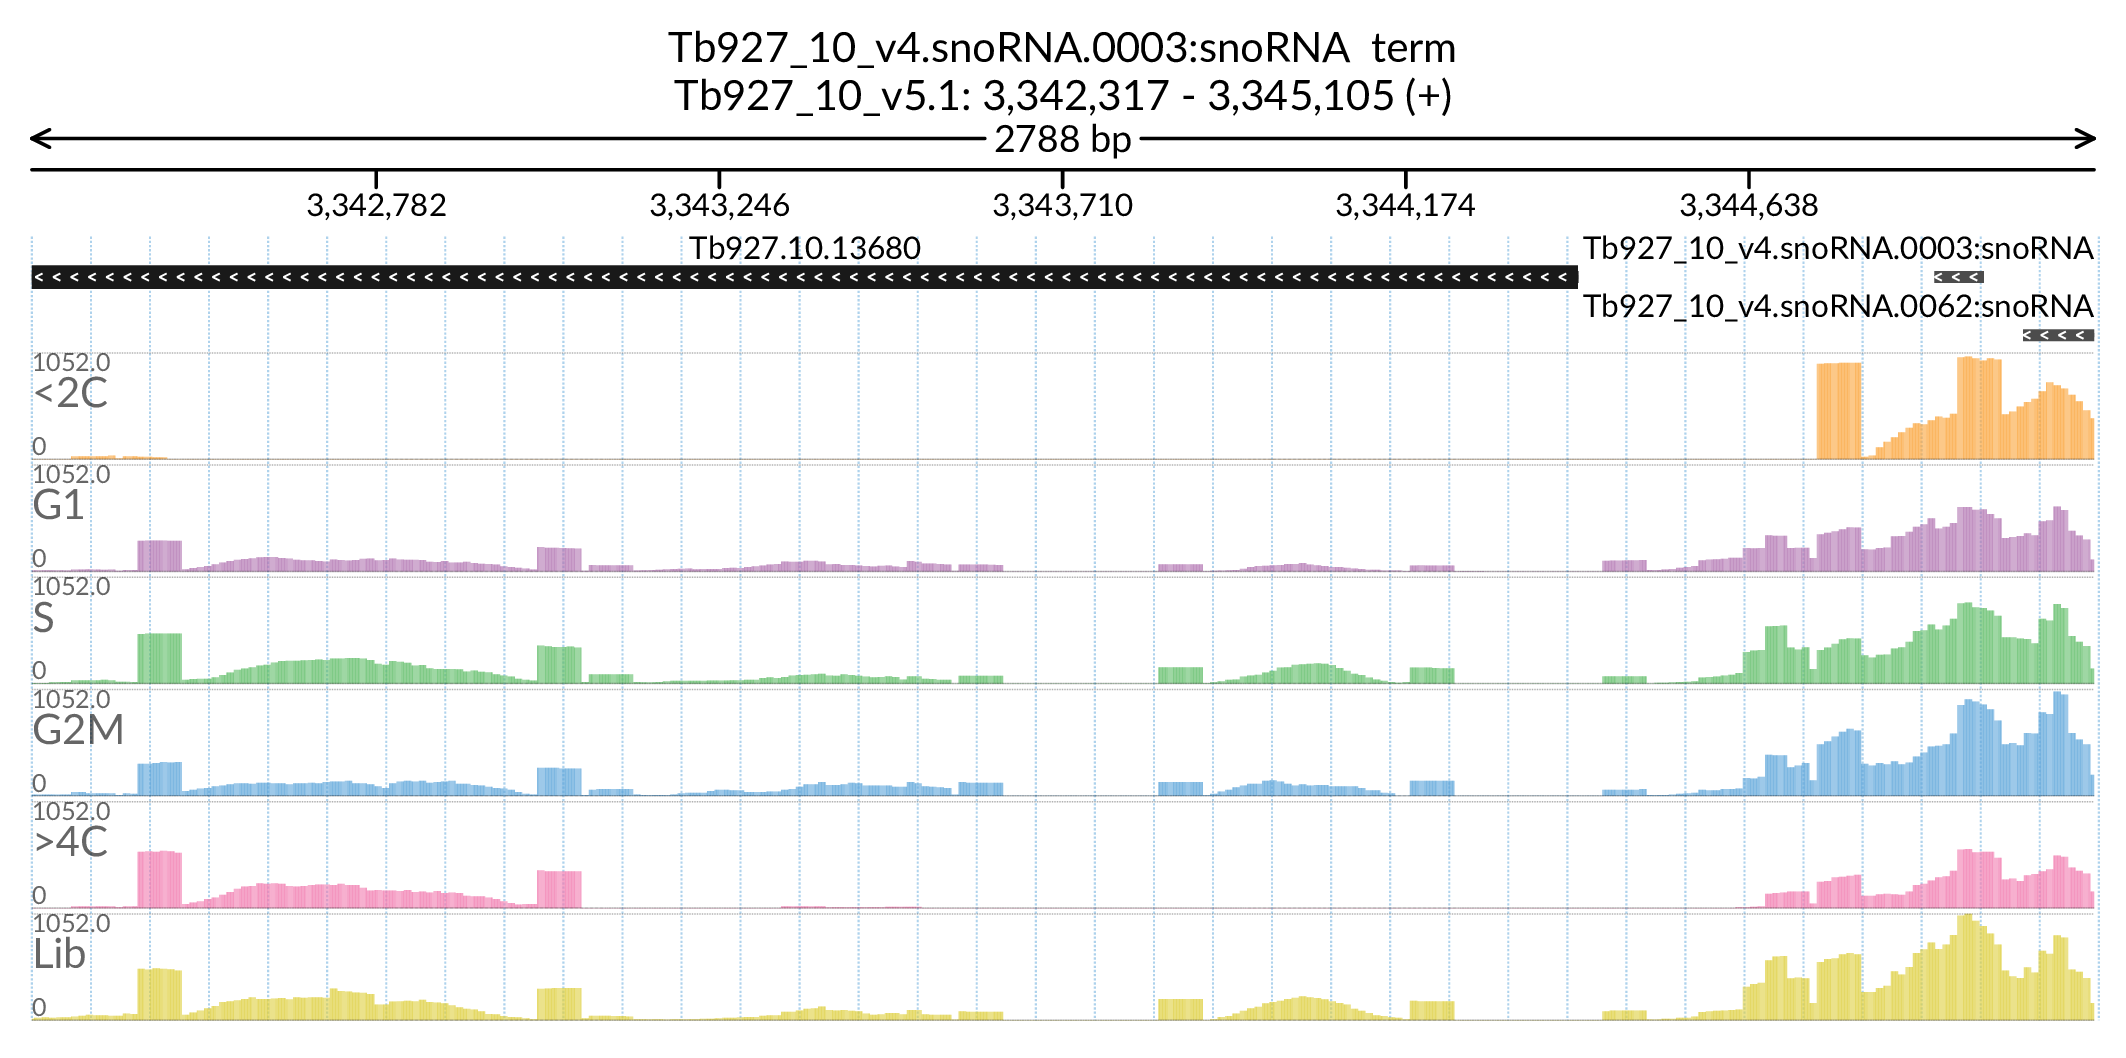 Tb927_10_v4.snoRNA.0003:snoRNA term
Tb927_10_v5.1: 3,342,317 - 3,345,105 (+)
2788 bp
3,342,782 3,343,246 3,343,710 3,344,174 3,344,638
Tb927.10.13680 Tb927_10_v4.snoRNA.0003:snoRNA
Tb927_10_v4.snoRNA.0062:snoRNA
1052.0
<2C
0
1052.0
G1
0
1052.0
S
0
1052.0
G2M
0
1052.0
>4C
0
1052.0
Lib
0